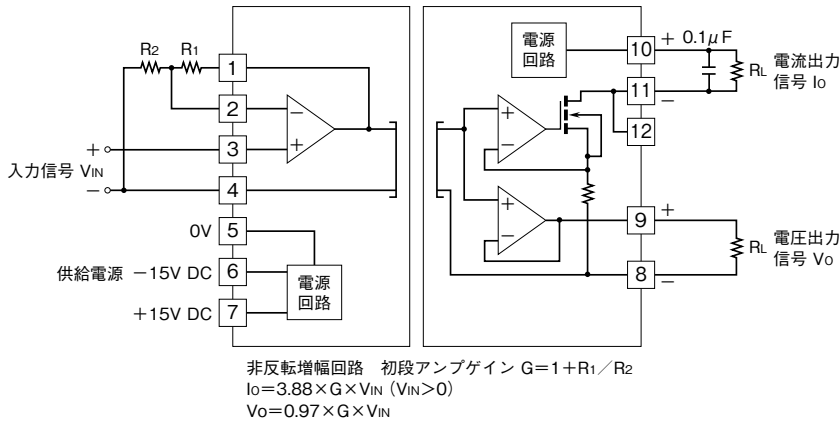 R2 R1
1
2
3
4
5
6
7
+
入力信号 VIN
−
0V
供給電源 −15V DC
+15V DC
−
+
電源
回路
電源
回路
10
11
12
9
8
+ 0.1μF
−
RL
電流出力
信号 IO
+
−
+
−
+
−
RL
電圧出力
信号 VO
非反転増幅回路 初段アンプゲイン G=1+R1/R2
IO=3.88×G×VIN (VIN>0)
VO=0.97×G×VIN